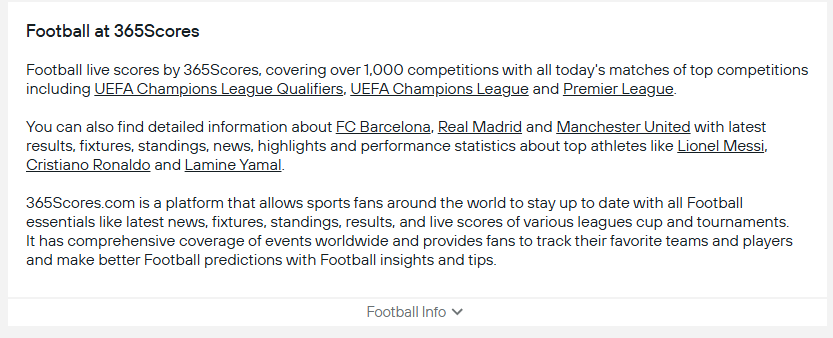 Football at 365Scores
Football live scores by 365Scores, covering over 1,000 competitions with all today's matches of top competitions
including UEFA Champions League Qualifiers, UEFA Champions League and Premier League.
You can also find detailed information about FC Barcelona, Real Madrid and Manchester United with latest
results, fixtures, standings, news, highlights and performance statistics about top athletes like Lionel Messi,
Cristiano Ronaldo and Lamine Yamal.
365Scores.com is a platform that allows sports fans around the world to stay up to date with all Football
essentials like latest news, fixtures, standings, results, and live scores of various leagues cup and tournaments.
It has comprehensive coverage of events worldwide and provides fans to track their favorite teams and players
and make better Football predictions with Football insights and tips.
Football Info